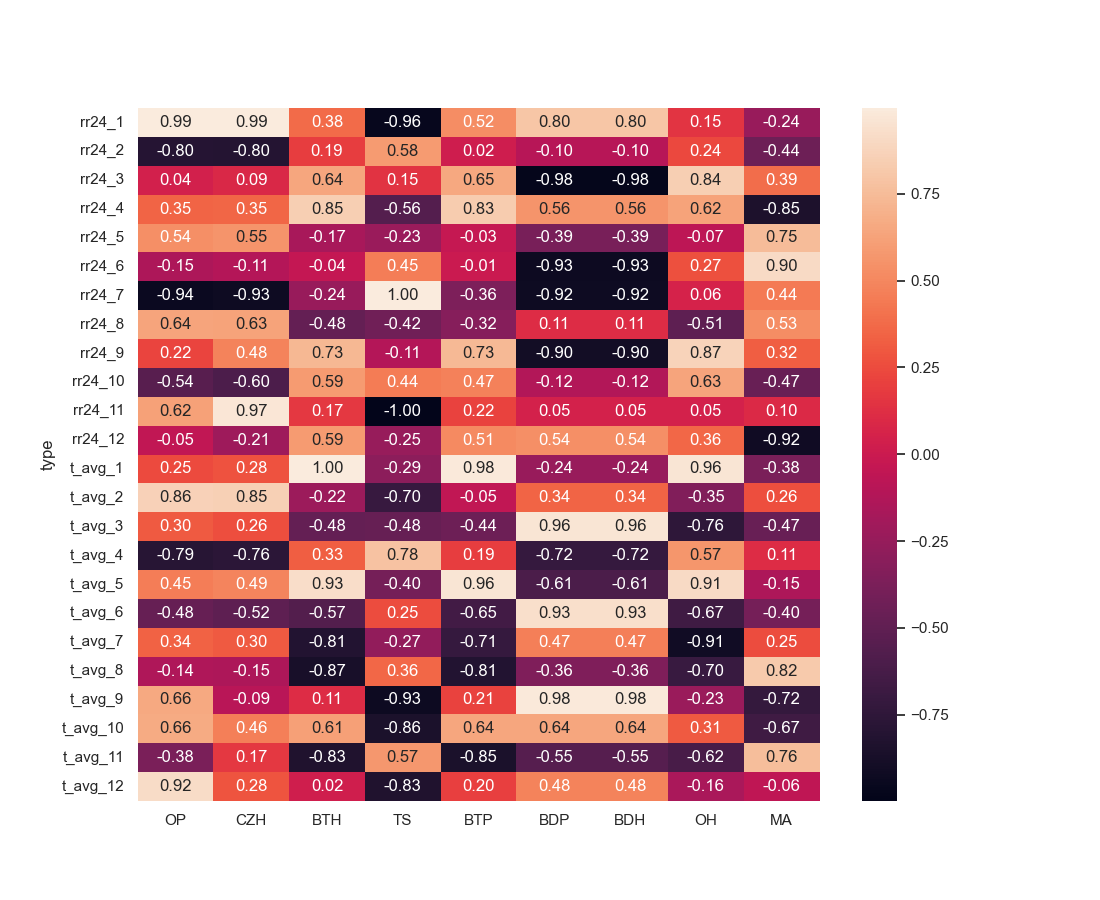 rr24_1 0.99 0.99 0.38 -0.96 0.52 0.80 0.80 0.15 -0.24
rr24_2 -0.80 -0.80 0.19 0.58 0.02 -0.10 -0.10 0.24 -0.44
rr24_3 0.04 0.09 0.64 0.15 0.65 -0.98 -0.98 0.84 0.39
rr24_4 0.35 0.35 0.85 -0.56 0.83 0.56 0.56 0.62 -0.85
rr24_5 0.54 0.55 -0.17 -0.23 -0.03 -0.39 -0.39 -0.07 0.75
rr24_6 -0.15 -0.11 -0.04 0.45 -0.01 -0.93 -0.93 0.27 0.90
rr24_7 -0.94 -0.93 -0.24 1.00 -0.36 -0.92 -0.92 0.06 0.44
rr24_8 0.64 0.63 -0.48 -0.42 -0.32 0.11 0.11 -0.51 0.53
rr24_9 0.22 0.48 0.73 -0.11 0.73 -0.90 -0.90 0.87 0.32
rr24_10 -0.54 -0.60 0.59 0.44 0.47 -0.12 -0.12 0.63 -0.47
rr24_11 0.62 0.97 0.17 -1.00 0.22 0.05 0.05 0.05 0.10
rr24_12 -0.05 -0.21 0.59 -0.25 0.51 0.54 0.54 0.36 -0.92
t_avg_1 0.25 0.28 1.00 -0.29 0.98 -0.24 -0.24 0.96 -0.38
t_avg_2 0.86 0.85 -0.22 -0.70 -0.05 0.34 0.34 -0.35 0.26
t_avg_3 0.30 0.26 -0.48 -0.48 -0.44 0.96 0.96 -0.76 -0.47
t_avg_4 -0.79 -0.76 0.33 0.78 0.19 -0.72 -0.72 0.57 0.11
t_avg_5 0.45 0.49 0.93 -0.40 0.96 -0.61 -0.61 0.91 -0.15
t_avg_6 -0.48 -0.52 -0.57 0.25 -0.65 0.93 0.93 -0.67 -0.40
t_avg_7 0.34 0.30 -0.81 -0.27 -0.71 0.47 0.47 -0.91 0.25
t_avg_8 -0.14 -0.15 -0.87 0.36 -0.81 -0.36 -0.36 -0.70 0.82
t_avg_9 0.66 -0.09 0.11 -0.93 0.21 0.98 0.98 -0.23 -0.72
t_avg_10 0.66 0.46 0.61 -0.86 0.64 0.64 0.64 0.31 -0.67
t_avg_11 -0.38 0.17 -0.83 0.57 -0.85 -0.55 -0.55 -0.62 0.76
t_avg_12 0.92 0.28 0.02 -0.83 0.20 0.48 0.48 -0.16 -0.06
OP CZH BTH TS BTP BDP BDH OH MA
type
0.75
0.50
0.25
0.00
−0.25
−0.50
−0.75